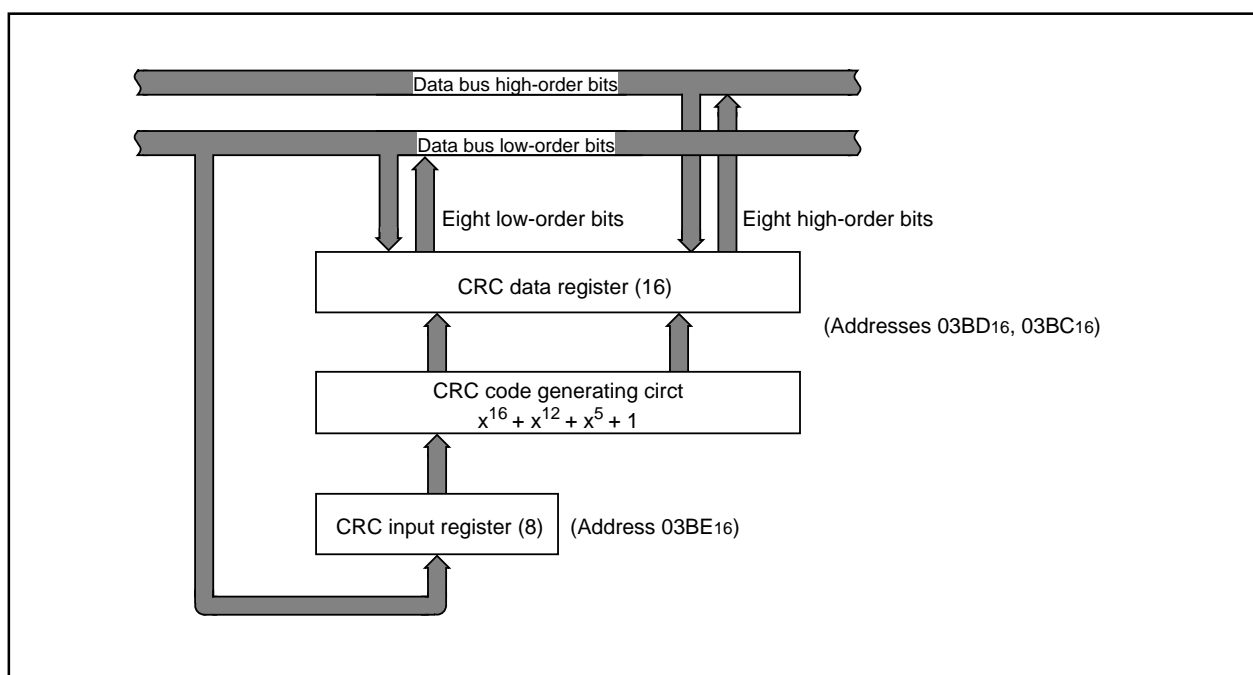 Data bus high-order bits
Data bus low-order bits
Eight low-order bits
Eight high-order bits
CRC data register (16)
(Addresses 03BD16, 03BC16)
CRC code generating circt
x16 + x12 + x5 + 1
CRC input register (8)
(Address 03BE16)